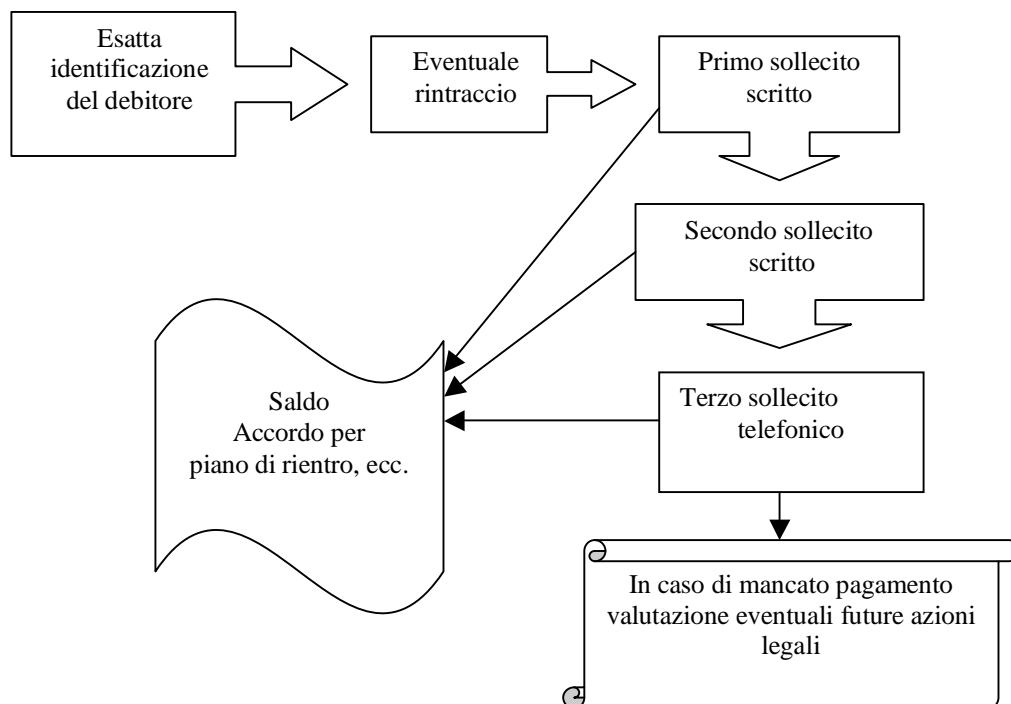 Esatta
identificazione
del debitore
Eventuale
rintraccio
Primo sollecito
scritto
Secondo sollecito
scritto
Terzo sollecito
telefonico
Saldo
Accordo per
piano di rientro, ecc.
In caso di mancato pagamento
valutazione eventuali future azioni
legali